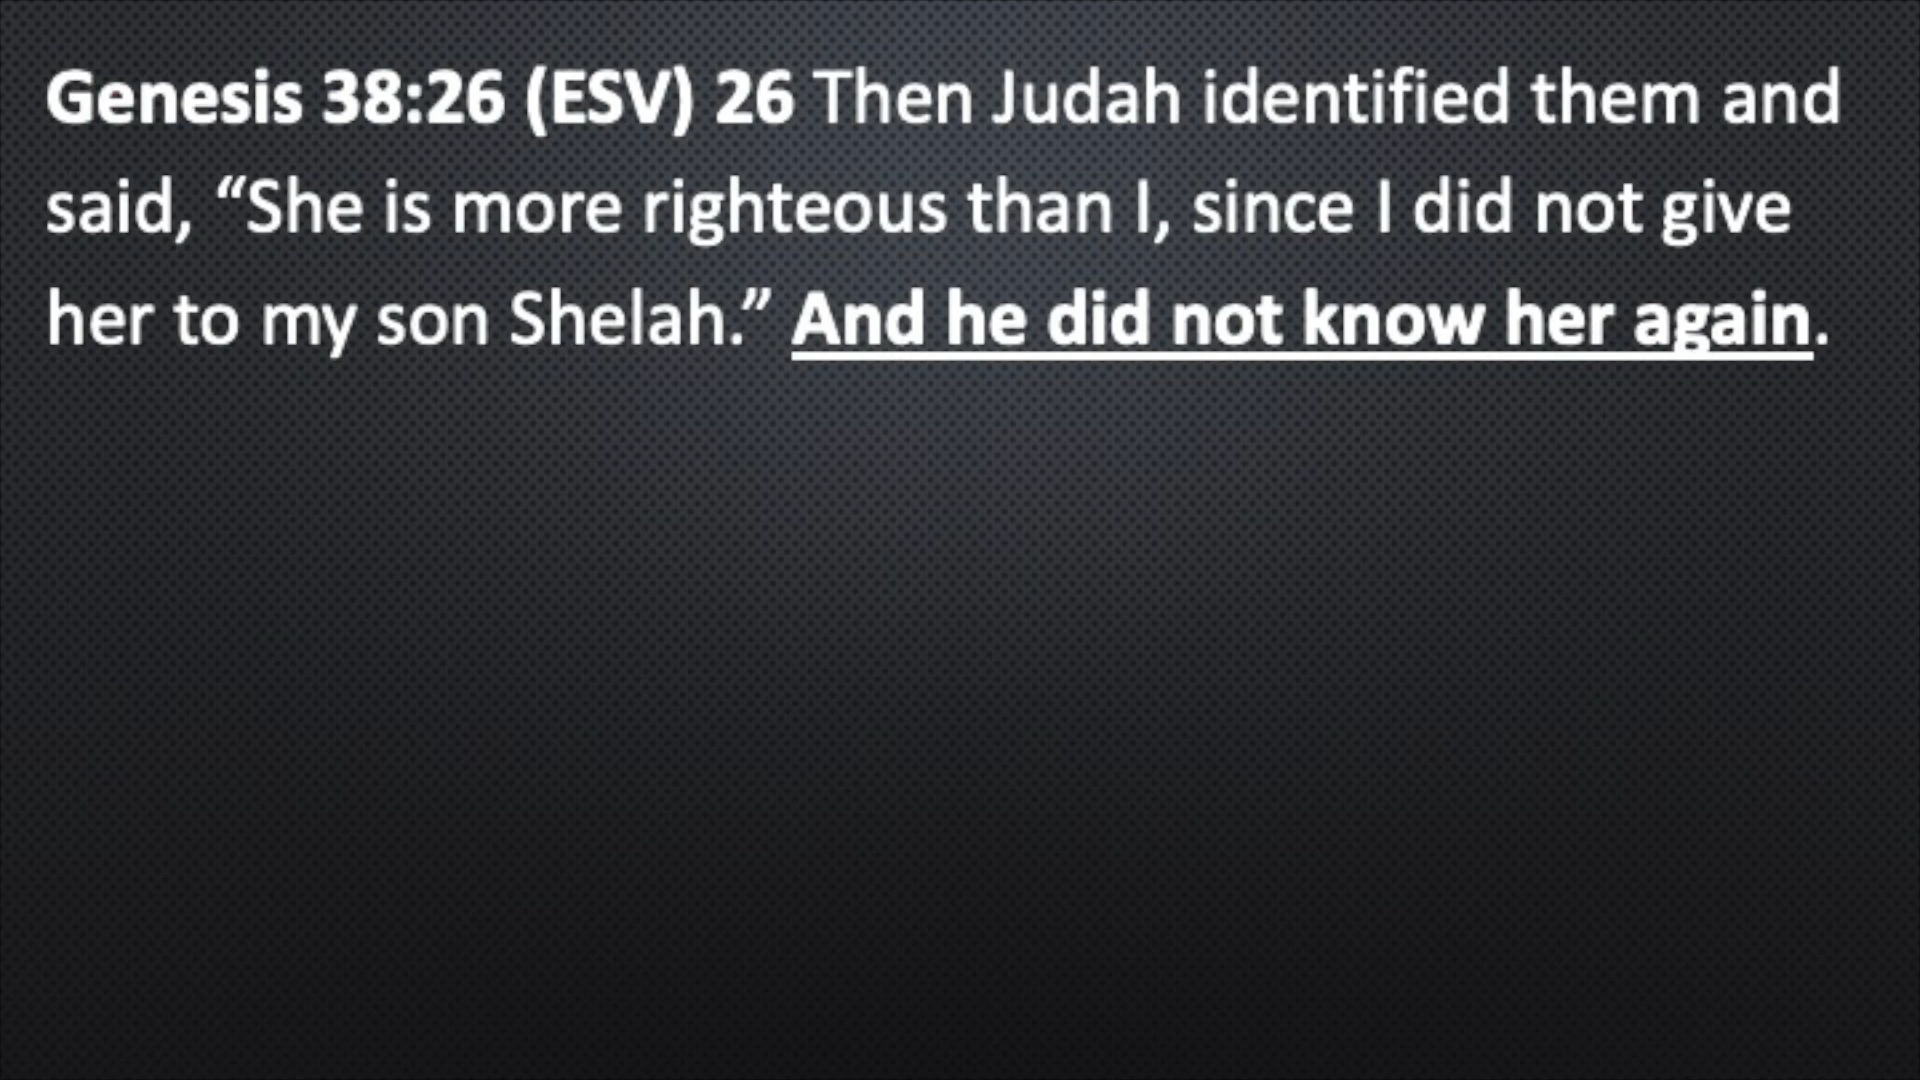 Genesis 38:26 (ESV) 26 Then Judah identified them and
said, “She is more righteous than I, since I did not give
her to my son Shelah.” And he did not know her again.